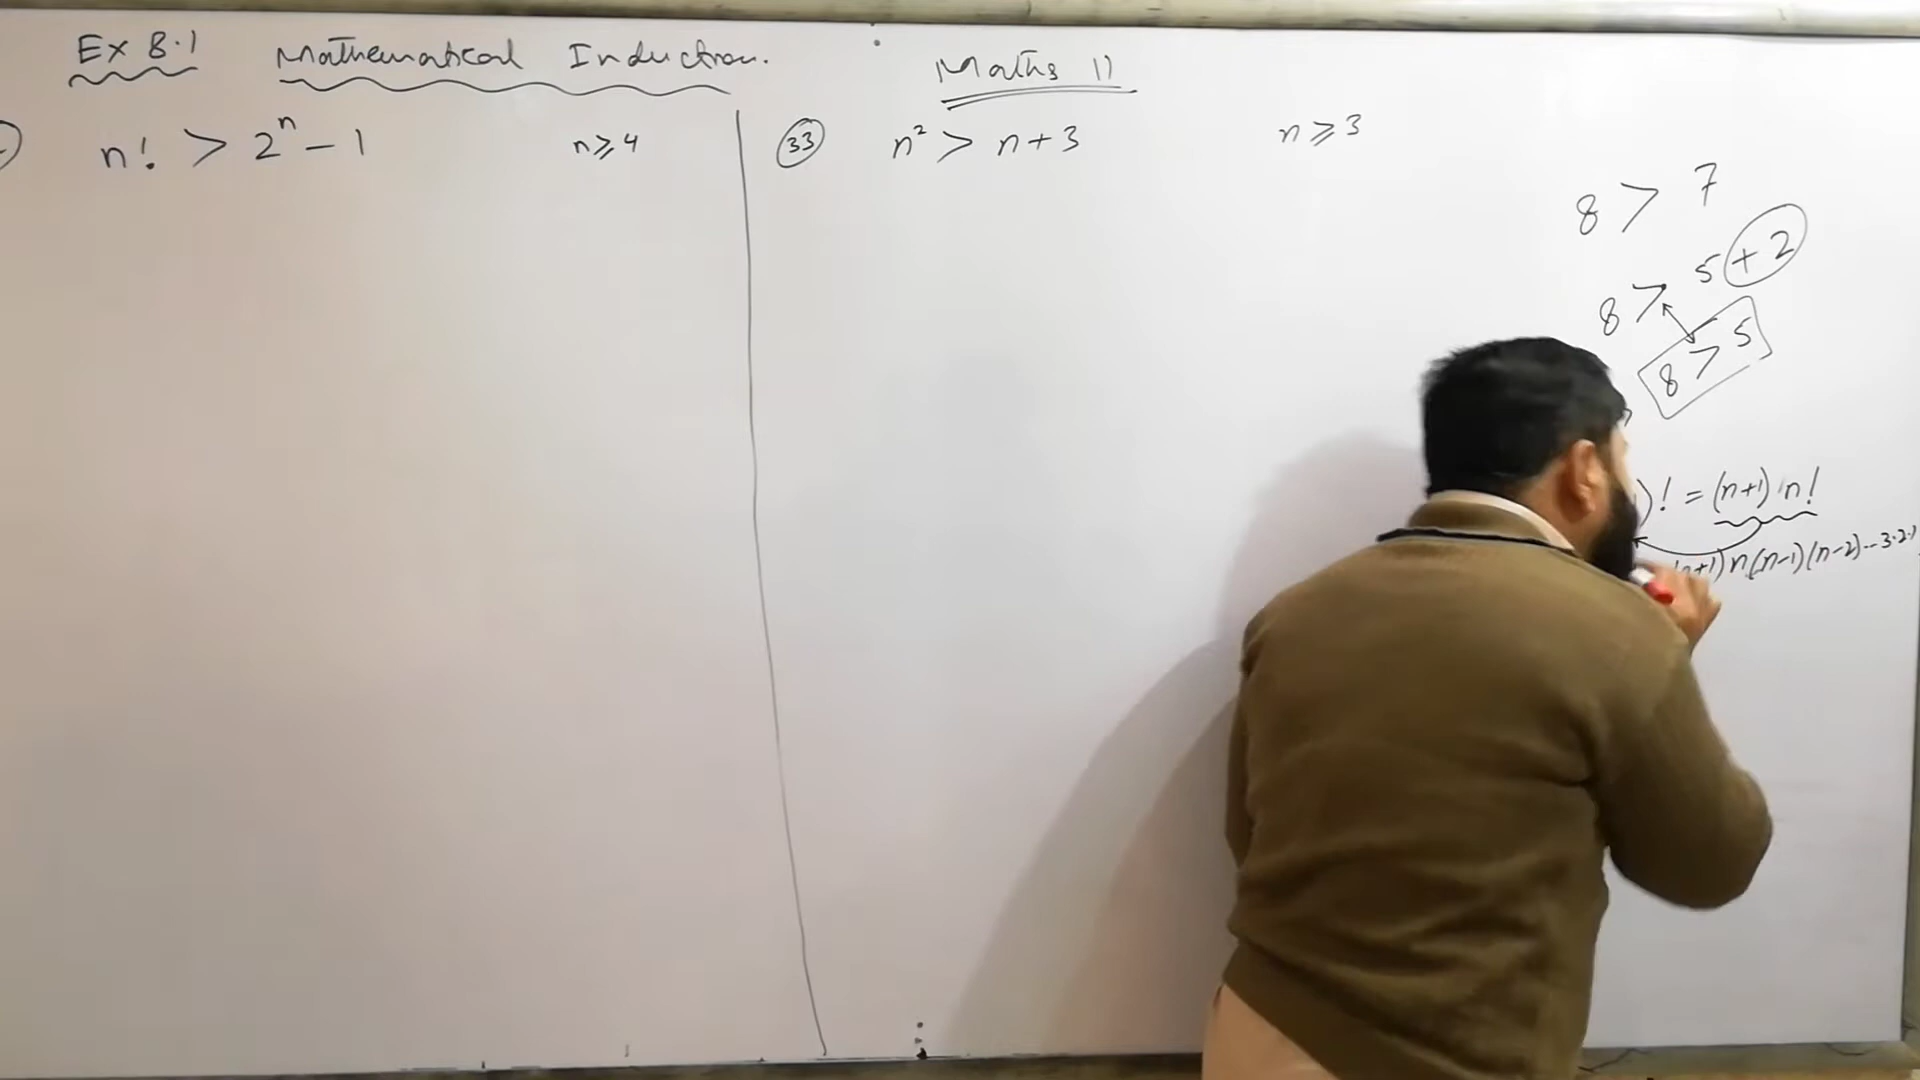 Ex 8.1 Mathematical Induction. Maths 11
n! > 2ⁿ - 1 n ≥ 4
33 n² > n + 3 n ≥ 3
8 > 7
8 > 5 + 2
8 > 5
)! = (n+1) n!
n+1) n(n-1)(n-2)--3·2·1